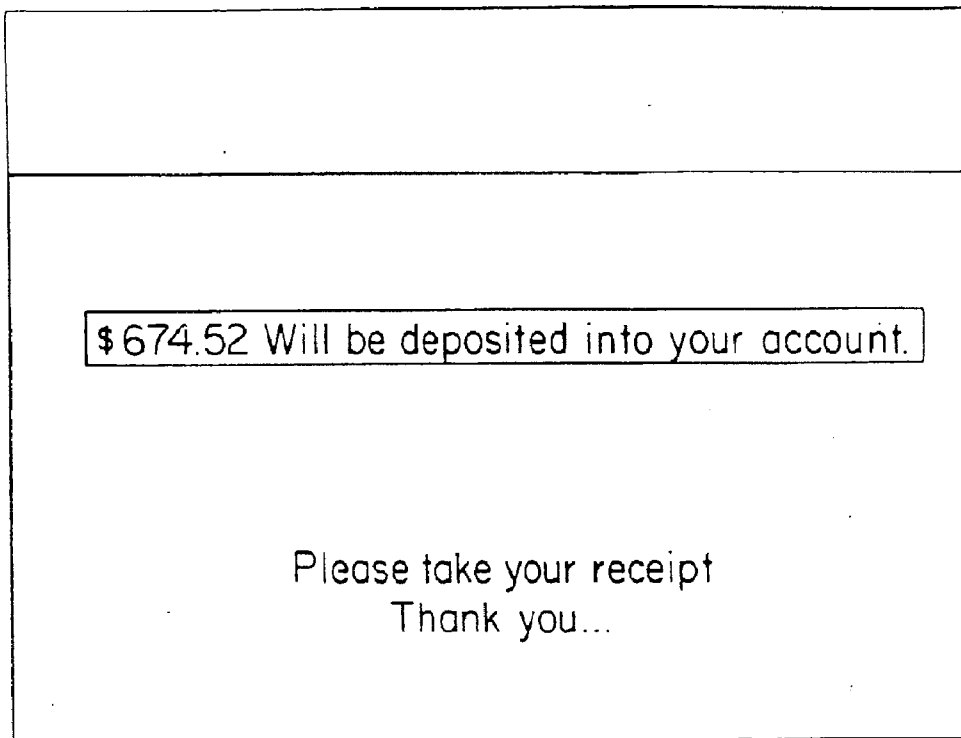 $674.52 Will be deposited into your account.
Please take your receipt
Thank you...